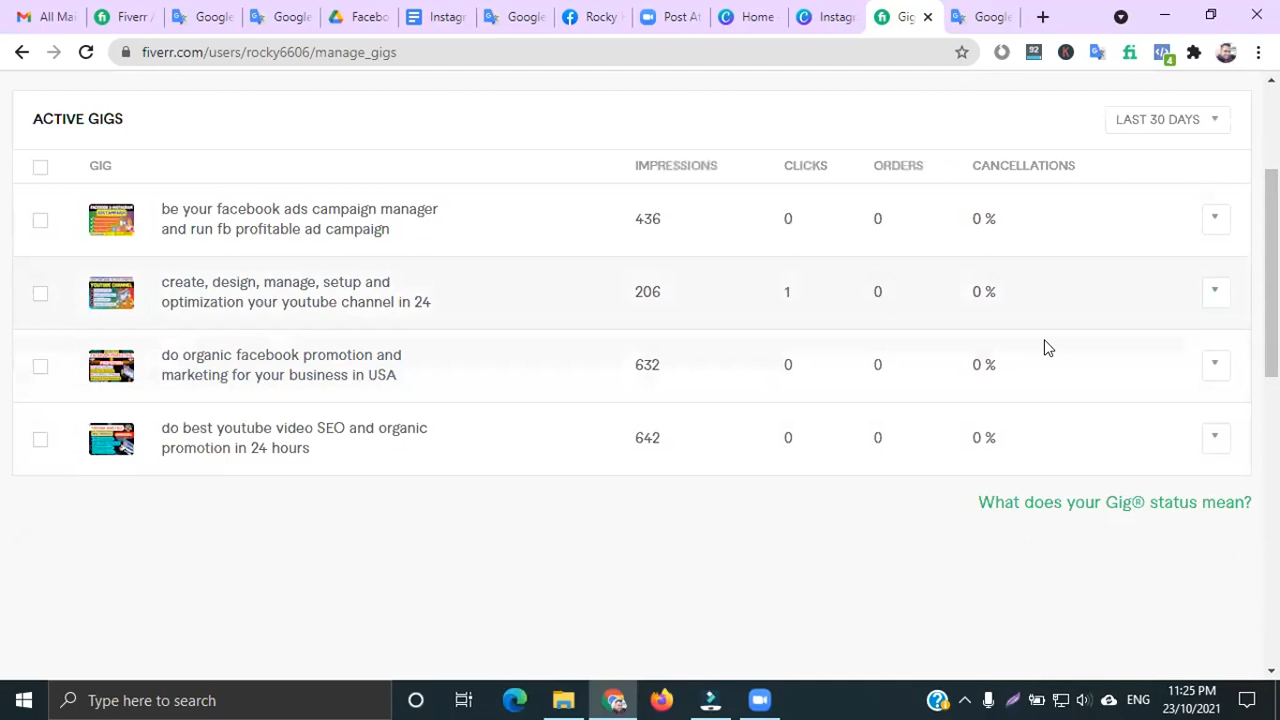 All Ma
Fiverr
Google
Google
Facebo
Instag
Google
Rocky
Post At
Home
Instag
Gig
Google
fiverr.com/users/rocky6606/manage_gigs
92
4
ACTIVE GIGS
LAST 30 DAYS
GIG IMPRESSIONS CLICKS ORDERS CANCELLATIONS
be your facebook ads campaign manager
and run fb profitable ad campaign
436 0 0 0 %
create, design, manage, setup and
optimization your youtube channel in 24
206 1 0 0 %
do organic facebook promotion and
marketing for your business in USA
632 0 0 0 %
do best youtube video SEO and organic
promotion in 24 hours
642 0 0 0 %
What does your Gig® status mean?
Type here to search
ENG
11:25 PM
23/10/2021